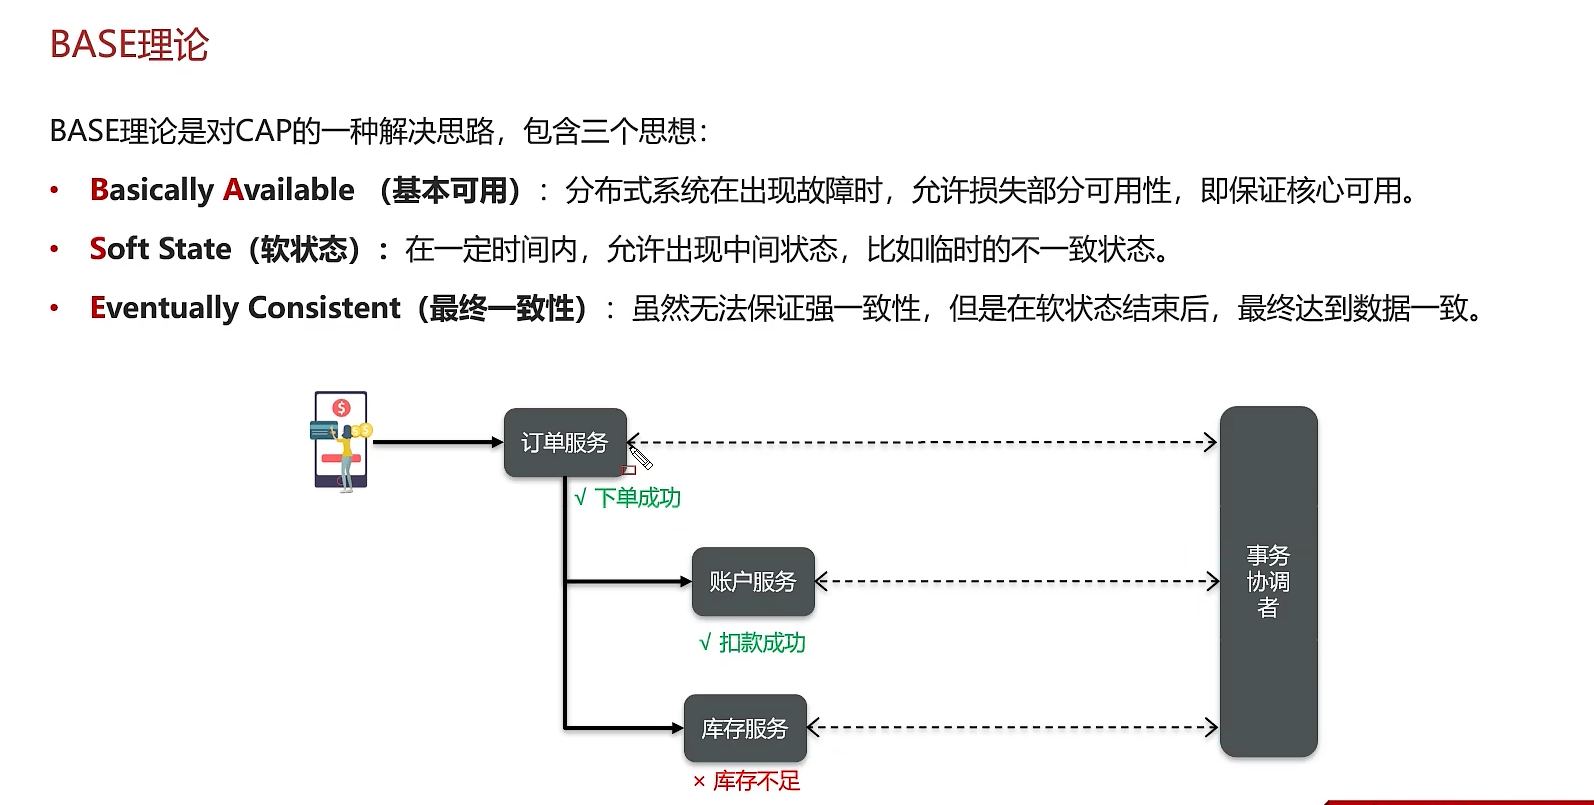 BASE理论
BASE理论是对CAP的一种解决思路，包含三个思想：
• Basically Available （基本可用）：分布式系统在出现故障时，允许损失部分可用性，即保证核心可用。
• Soft State（软状态）：在一定时间内，允许出现中间状态，比如临时的不一致状态。
• Eventually Consistent（最终一致性）：虽然无法保证强一致性，但是在软状态结束后，最终达到数据一致。
$
$ $
订单服务
√ 下单成功
账户服务
√ 扣款成功
事务
协调
者
库存服务
× 库存不足